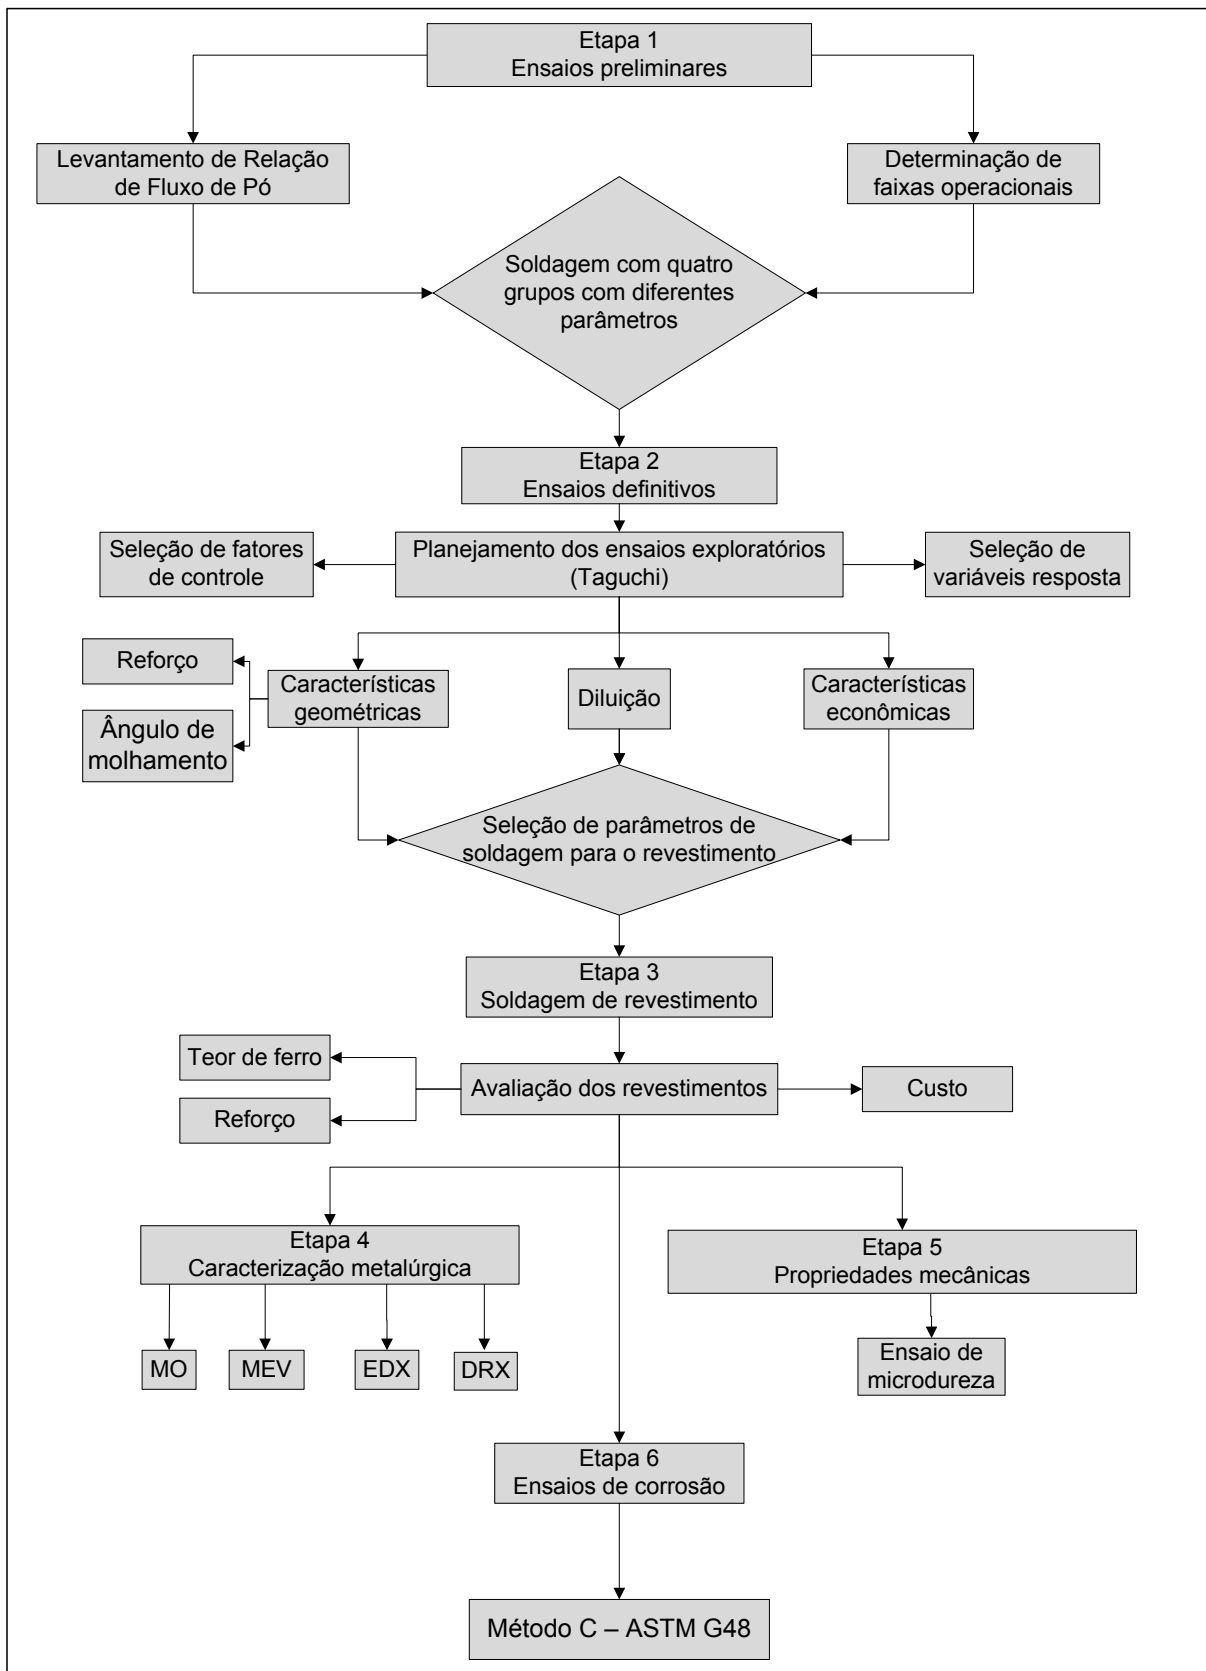 Etapa 1
Ensaios preliminares
Levantamento de Relação
de Fluxo de Pó
Determinação de
faixas operacionais
Soldagem com quatro
grupos com diferentes
parâmetros
Etapa 2
Ensaios definitivos
Seleção de fatores
de controle
Planejamento dos ensaios exploratórios
(Taguchi)
Seleção de
variáveis resposta
Reforço
Ângulo de
molhamento
Características
geométricas
Diluição
Características
econômicas
Seleção de parâmetros de
soldagem para o revestimento
Etapa 3
Soldagem de revestimento
Teor de ferro
Reforço
Avaliação dos revestimentos
Custo
Etapa 4
Caracterização metalúrgica
Etapa 5
Propriedades mecânicas
MO
MEV
EDX
DRX
Ensaio de
microdureza
Etapa 6
Ensaios de corrosão
Método C – ASTM G48